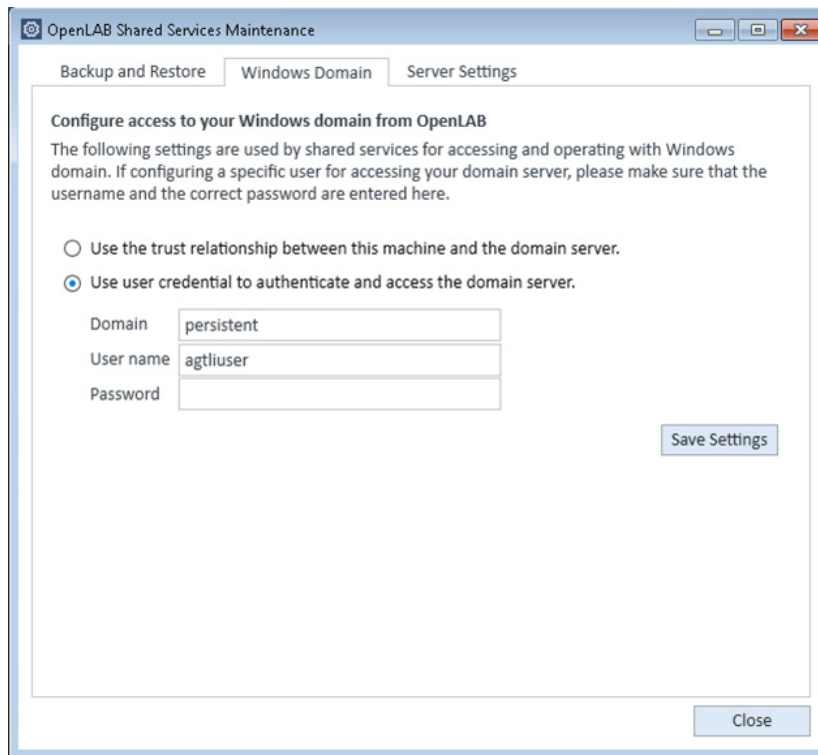 OpenLAB Shared Services Maintenance
Backup and Restore Windows Domain Server Settings
Configure access to your Windows domain from OpenLAB
The following settings are used by shared services for accessing and operating with Windows
domain. If configuring a specific user for accessing your domain server, please make sure that the
username and the correct password are entered here.
Use the trust relationship between this machine and the domain server.
Use user credential to authenticate and access the domain server.
Domain persistent
User name agtliuser
Password
Save Settings
Close